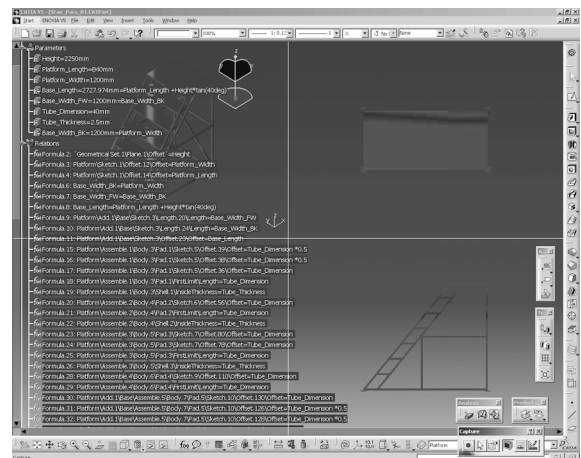 CATIA V5 - [Stair_Para_R1.CATPart]
Start ENOVIA V5 File Edit View Insert Tools Window Help
100%
None
Parameters
Height=2250mm
Platform_Length=840mm
Platform_Width=1200mm
Base_Length=2727.974mm=Platform_Length +Height*tan(40deg)
Base_Width_FW=1200mm=Base_Width_BK
Tube_Dimension=40mm
Tube_Thickness=2.5mm
Base_Width_BK=1200mm=Platform_Width
Relations
Formula.2: `Geometrical Set.1\Plane.1\Offset`=Height
Formula.3: Platform\Sketch.1\Offset.12\Offset=Platform_Width
Formula.4: Platform\Sketch.1\Offset.14\Offset=Platform_Length
Formula.6: Base_Width_BK=Platform_Width
Formula.7: Base_Width_FW=Base_Width_BK
Formula.8: Base_Length=Platform_Length +Height*tan(40deg)
Formula.9: Platform\Add.1\Base\Sketch.3\Length.20\Length=Base_Width_FW
Formula.10: Platform\Add.1\Base\Sketch.3\Length.24\Length=Base_Width_BK
Formula.11: Platform\Add.1\Base\Sketch.3\Offset.23\Offset=Base_Length
Formula.15: Platform\Assemble.1\Body.3\Pad.1\Sketch.5\Offset.39\Offset=Tube_Dimension *0.5
Formula.16: Platform\Assemble.1\Body.3\Pad.1\Sketch.5\Offset.38\Offset=Tube_Dimension *0.5
Formula.17: Platform\Assemble.1\Body.3\Pad.1\Sketch.5\Offset.36\Offset=Tube_Dimension
Formula.18: Platform\Assemble.1\Body.3\Pad.1\FirstLimit\Length=Tube_Dimension
Formula.19: Platform\Assemble.1\Body.3\Shell.1\InsideThickness=Tube_Thickness
Formula.20: Platform\Assemble.2\Body.4\Pad.2\Sketch.6\Offset.56\Offset=Tube_Dimension
Formula.21: Platform\Assemble.2\Body.4\Pad.2\FirstLimit\Length=Tube_Dimension
Formula.22: Platform\Assemble.2\Body.4\Shell.2\InsideThickness=Tube_Thickness
Formula.23: Platform\Assemble.3\Body.5\Pad.3\Sketch.7\Offset.80\Offset=Tube_Dimension
Formula.24: Platform\Assemble.3\Body.5\Pad.3\Sketch.7\Offset.78\Offset=Tube_Dimension
Formula.25: Platform\Assemble.3\Body.5\Pad.3\FirstLimit\Length=Tube_Dimension
Formula.26: Platform\Assemble.3\Body.5\Shell.3\InsideThickness=Tube_Thickness
Formula.28: Platform\Assemble.4\Body.6\Pad.4\Sketch.9\Offset.110\Offset=Tube_Dimension
Formula.29: Platform\Assemble.4\Body.6\Pad.4\FirstLimit\Length=Tube_Dimension
Formula.30: Platform\Add.1\Base\Assemble.5\Body.7\Pad.5\Sketch.10\Offset.130\Offset=Tube_Dimension
Formula.31: Platform\Add.1\Base\Assemble.5\Body.7\Pad.5\Sketch.10\Offset.126\Offset=Tube_Dimension *0.5
Formula.32: Platform\Add.1\Base\Assemble.5\Body.7\Pad.5\Sketch.10\Offset.128\Offset=Tube_Dimension *0.5
Capture
Platform
Capture